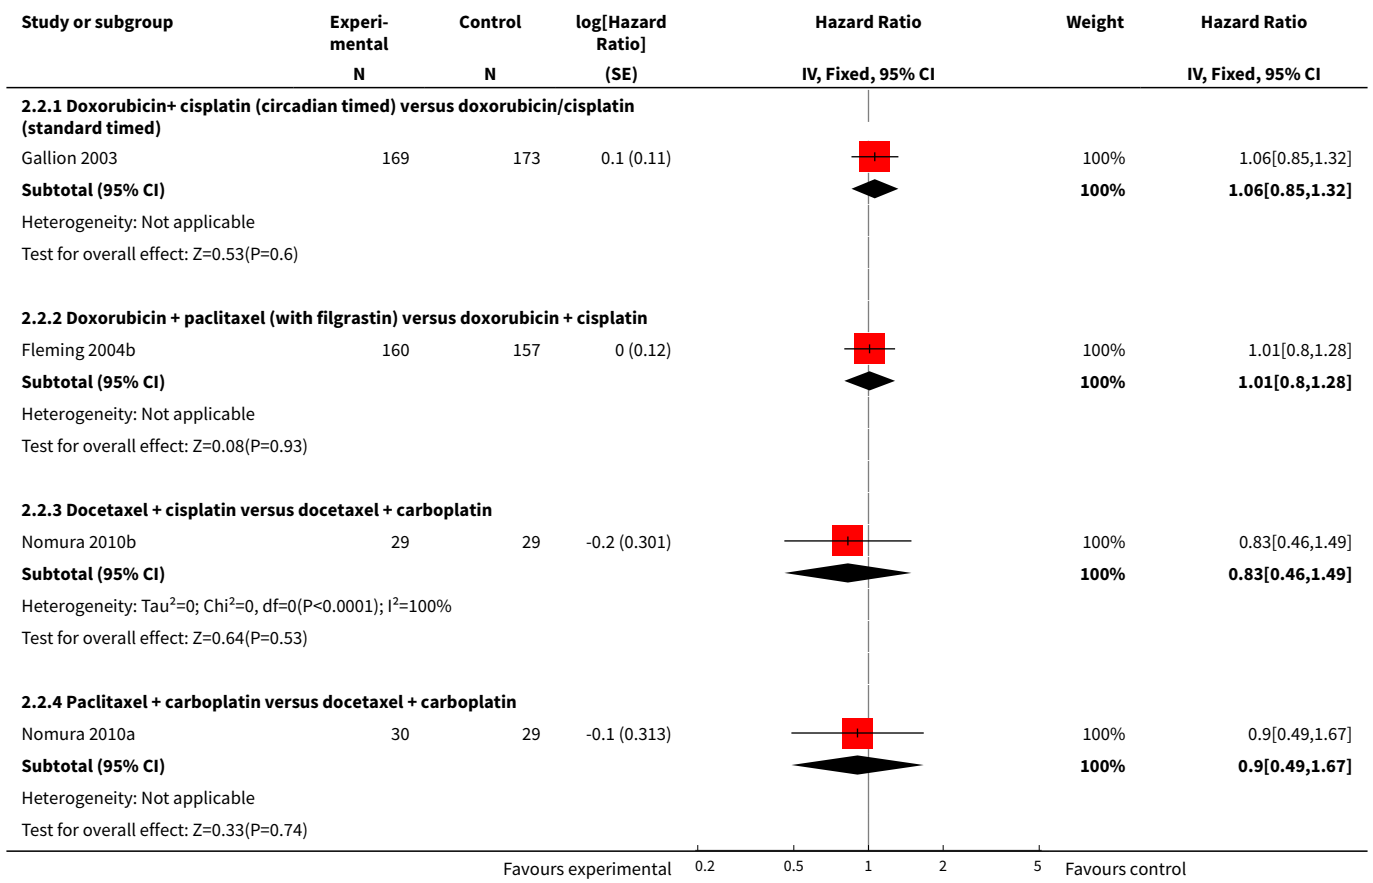 Study or subgroup Experi- Control log[Hazard Hazard Ratio Weight Hazard Ratio
mental Ratio]
N N (SE) IV, Fixed, 95% CI IV, Fixed, 95% CI
2.2.1 Doxorubicin+ cisplatin (circadian timed) versus doxorubicin/cisplatin
(standard timed)
Gallion 2003 169 173 0.1 (0.11) 100% 1.06[0.85,1.32]
Subtotal (95% CI) 100% 1.06[0.85,1.32]
Heterogeneity: Not applicable
Test for overall effect: Z=0.53(P=0.6)
2.2.2 Doxorubicin + paclitaxel (with filgrastin) versus doxorubicin + cisplatin
Fleming 2004b 160 157 0 (0.12) 100% 1.01[0.8,1.28]
Subtotal (95% CI) 100% 1.01[0.8,1.28]
Heterogeneity: Not applicable
Test for overall effect: Z=0.08(P=0.93)
2.2.3 Docetaxel + cisplatin versus docetaxel + carboplatin
Nomura 2010b 29 29 -0.2 (0.301) 100% 0.83[0.46,1.49]
Subtotal (95% CI) 100% 0.83[0.46,1.49]
Heterogeneity: Tau²=0; Chi²=0, df=0(P<0.0001); I²=100%
Test for overall effect: Z=0.64(P=0.53)
2.2.4 Paclitaxel + carboplatin versus docetaxel + carboplatin
Nomura 2010a 30 29 -0.1 (0.313) 100% 0.9[0.49,1.67]
Subtotal (95% CI) 100% 0.9[0.49,1.67]
Heterogeneity: Not applicable
Test for overall effect: Z=0.33(P=0.74)
Favours experimental 0.2 0.5 1 2 5 Favours control